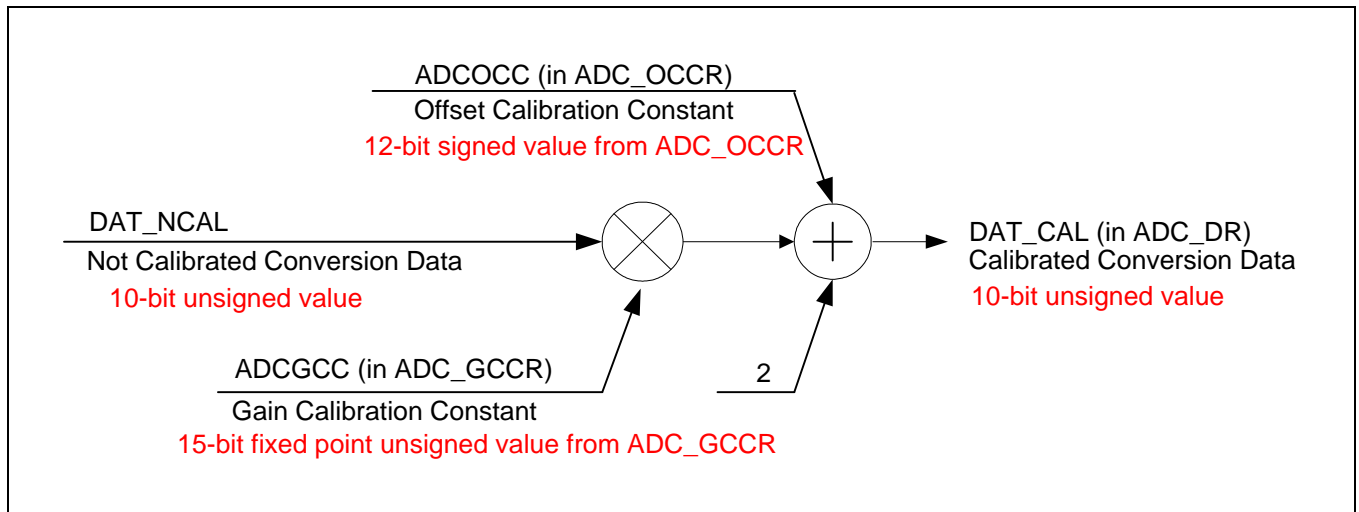 ADCOCC (in ADC_OCCR)
Offset Calibration Constant
12-bit signed value from ADC_OCCR
DAT_NCAL
Not Calibrated Conversion Data
10-bit unsigned value
DAT_CAL (in ADC_DR)
Calibrated Conversion Data
10-bit unsigned value
ADCGCC (in ADC_GCCR)
Gain Calibration Constant
15-bit fixed point unsigned value from ADC_GCCR
2